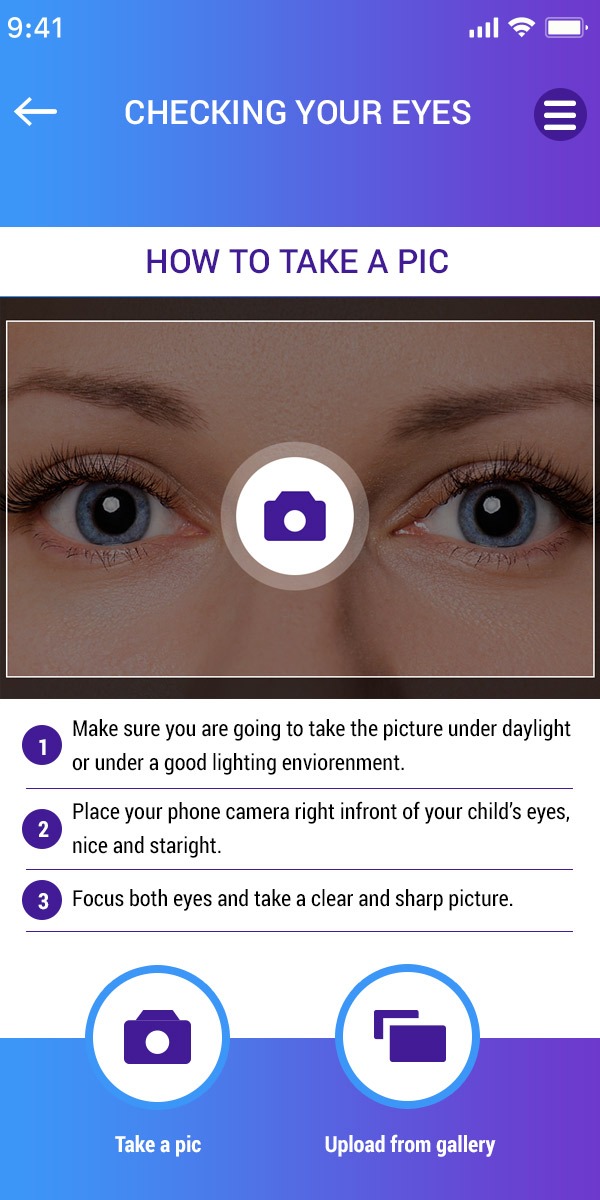 9:41
CHECKING YOUR EYES
HOW TO TAKE A PIC
1 Make sure you are going to take the picture under daylight
or under a good lighting enviorenment.
2 Place your phone camera right infront of your child's eyes,
nice and staright.
3 Focus both eyes and take a clear and sharp picture.
Take a pic
Upload from gallery